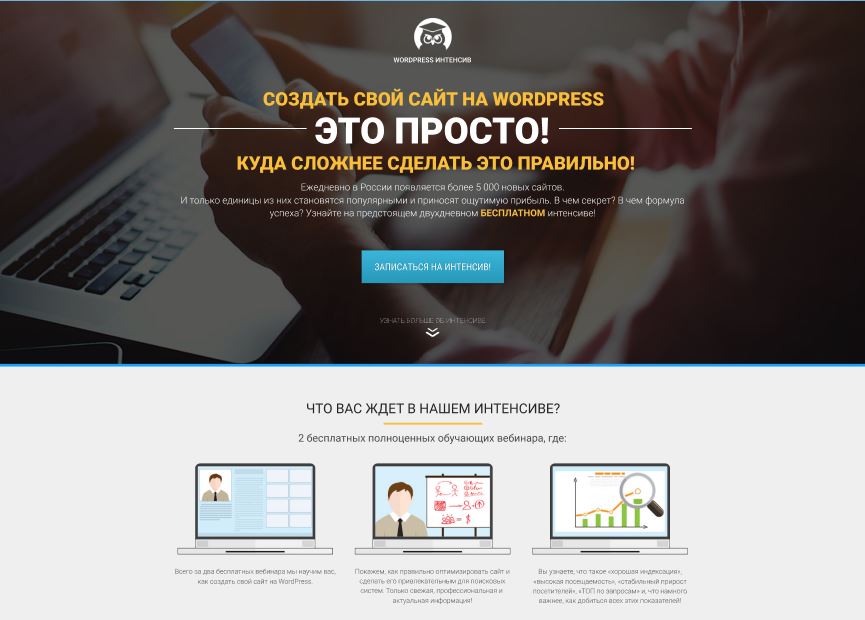 WORDPRESS ИНТЕНСИВ
СОЗДАТЬ СВОЙ САЙТ НА WORDPRESS
ЭТО ПРОСТО!
КУДА СЛОЖНЕЕ СДЕЛАТЬ ЭТО ПРАВИЛЬНО!
Ежедневно в России появляется более 5 000 новых сайтов.
И только единицы из них становятся популярными и приносят ощутимую прибыль. В чем секрет? В чем формула
успеха? Узнайте на предстоящем двухдневном БЕСПЛАТНОМ интенсиве!
ЗАПИСАТЬСЯ НА ИНТЕНСИВ!
УЗНАТЬ БОЛЬШЕ ОБ ИНТЕНСИВЕ
ЧТО ВАС ЖДЕТ В НАШЕМ ИНТЕНСИВЕ?
2 бесплатных полноценных обучающих вебинара, где:
Всего за два бесплатных вебинара мы научим вас,
как создать свой сайт на WordPress.
Покажем, как правильно оптимизировать сайт и
сделать его привлекательным для поисковых
систем. Только свежая, профессиональная и
актуальная информация!
Вы узнаете, что такое «хорошая индексация»,
«высокая посещаемость», «стабильный прирост
посетителей», «ТОП по запросам» и, что намного
важнее, как добиться всех этих показателей!